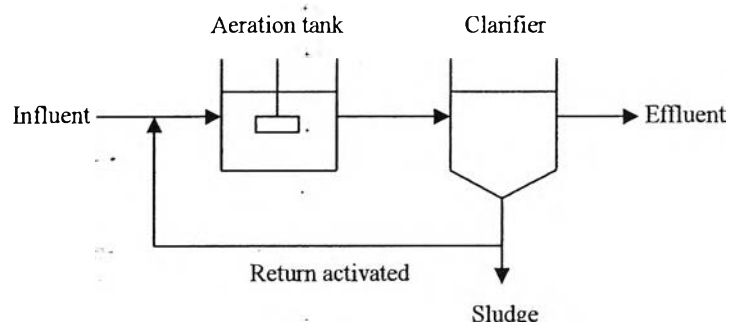 Aeration tank
Clarifier
Influent
Effluent
Return activated
Sludge